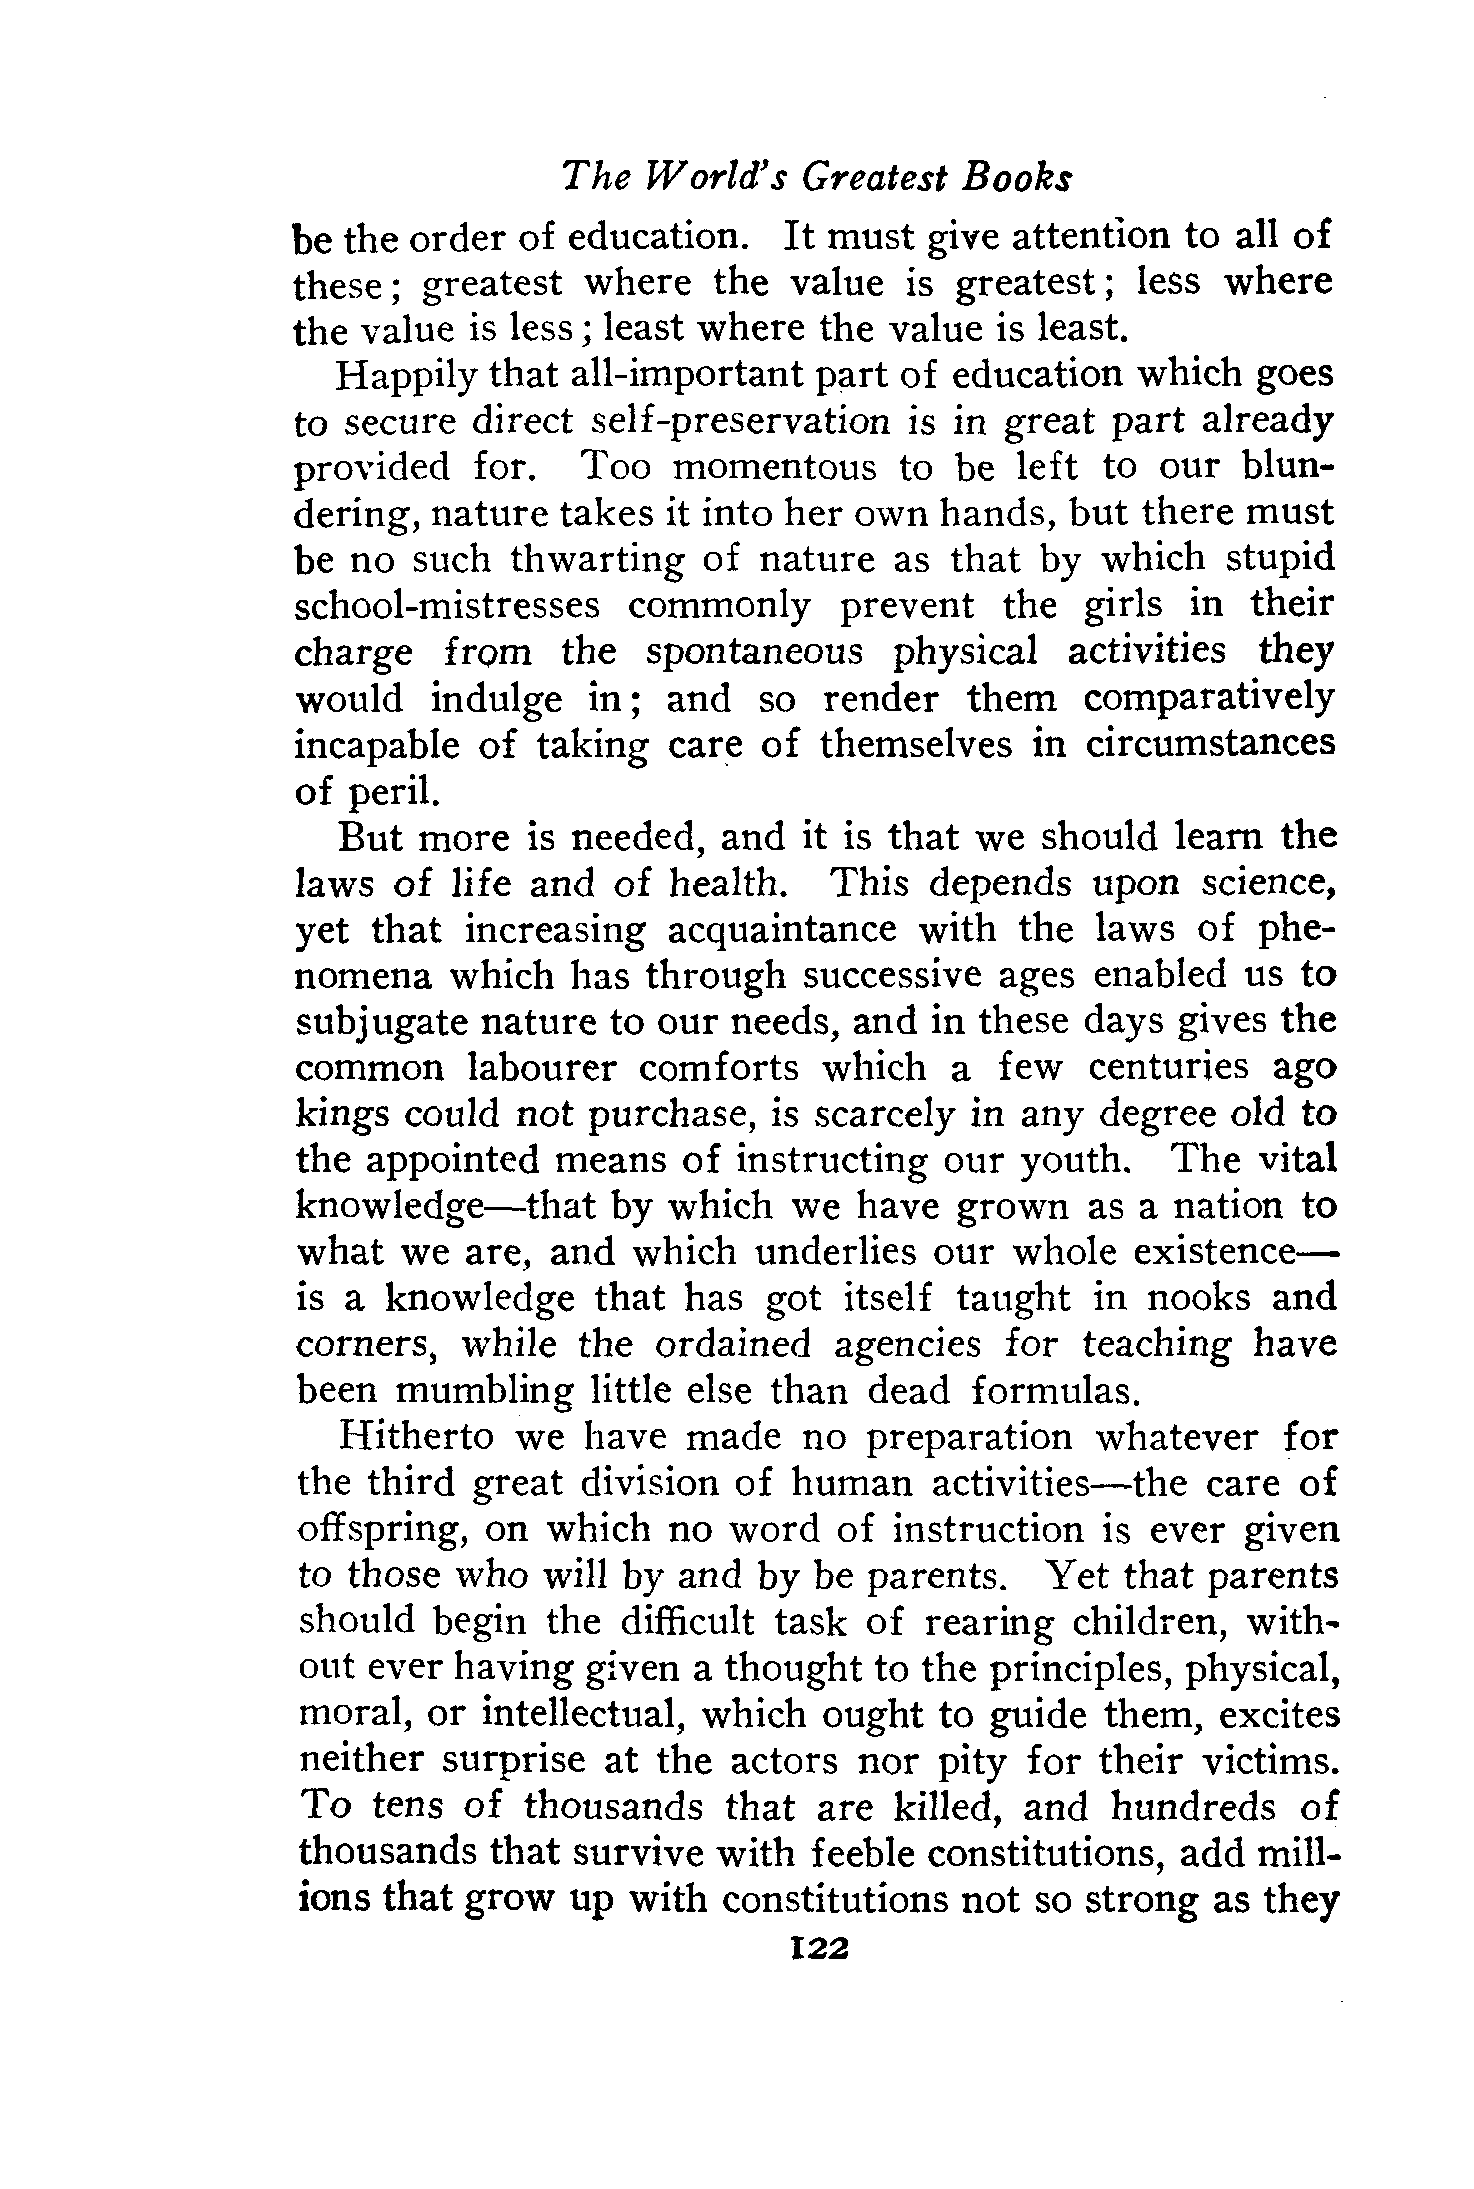 The World's Greatest Books
be the order of education. It must give attention to all of
these; greatest where the value is greatest; less where
the value is less; least where the value is least.
Happily that all-important part of education which goes
to secure direct self-preservation is in great part already
provided for. Too momentous to be left to our blun-
dering, nature takes it into her own hands, but there must
be no such thwarting of nature as that by which stupid
school-mistresses commonly prevent the girls in their
charge from the spontaneous physical activities they
would indulge in; and so render them comparatively
incapable of taking care of themselves in circumstances
of peril.
But more is needed, and it is that we should learn the
laws of life and of health. This depends upon science,
yet that increasing acquaintance with the laws of phe-
nomena which has through successive ages enabled us to
subjugate nature to our needs, and in these days gives the
common labourer comforts which a few centuries ago
kings could not purchase, is scarcely in any degree old to
the appointed means of instructing our youth. The vital
knowledge—that by which we have grown as a nation to
what we are, and which underlies our whole existence—
is a knowledge that has got itself taught in nooks and
corners, while the ordained agencies for teaching have
been mumbling little else than dead formulas.
Hitherto we have made no preparation whatever for
the third great division of human activities—the care of
offspring, on which no word of instruction is ever given
to those who will by and by be parents. Yet that parents
should begin the difficult task of rearing children, with-
out ever having given a thought to the principles, physical,
moral, or intellectual, which ought to guide them, excites
neither surprise at the actors nor pity for their victims.
To tens of thousands that are killed, and hundreds of
thousands that survive with feeble constitutions, add mill-
ions that grow up with constitutions not so strong as they
122